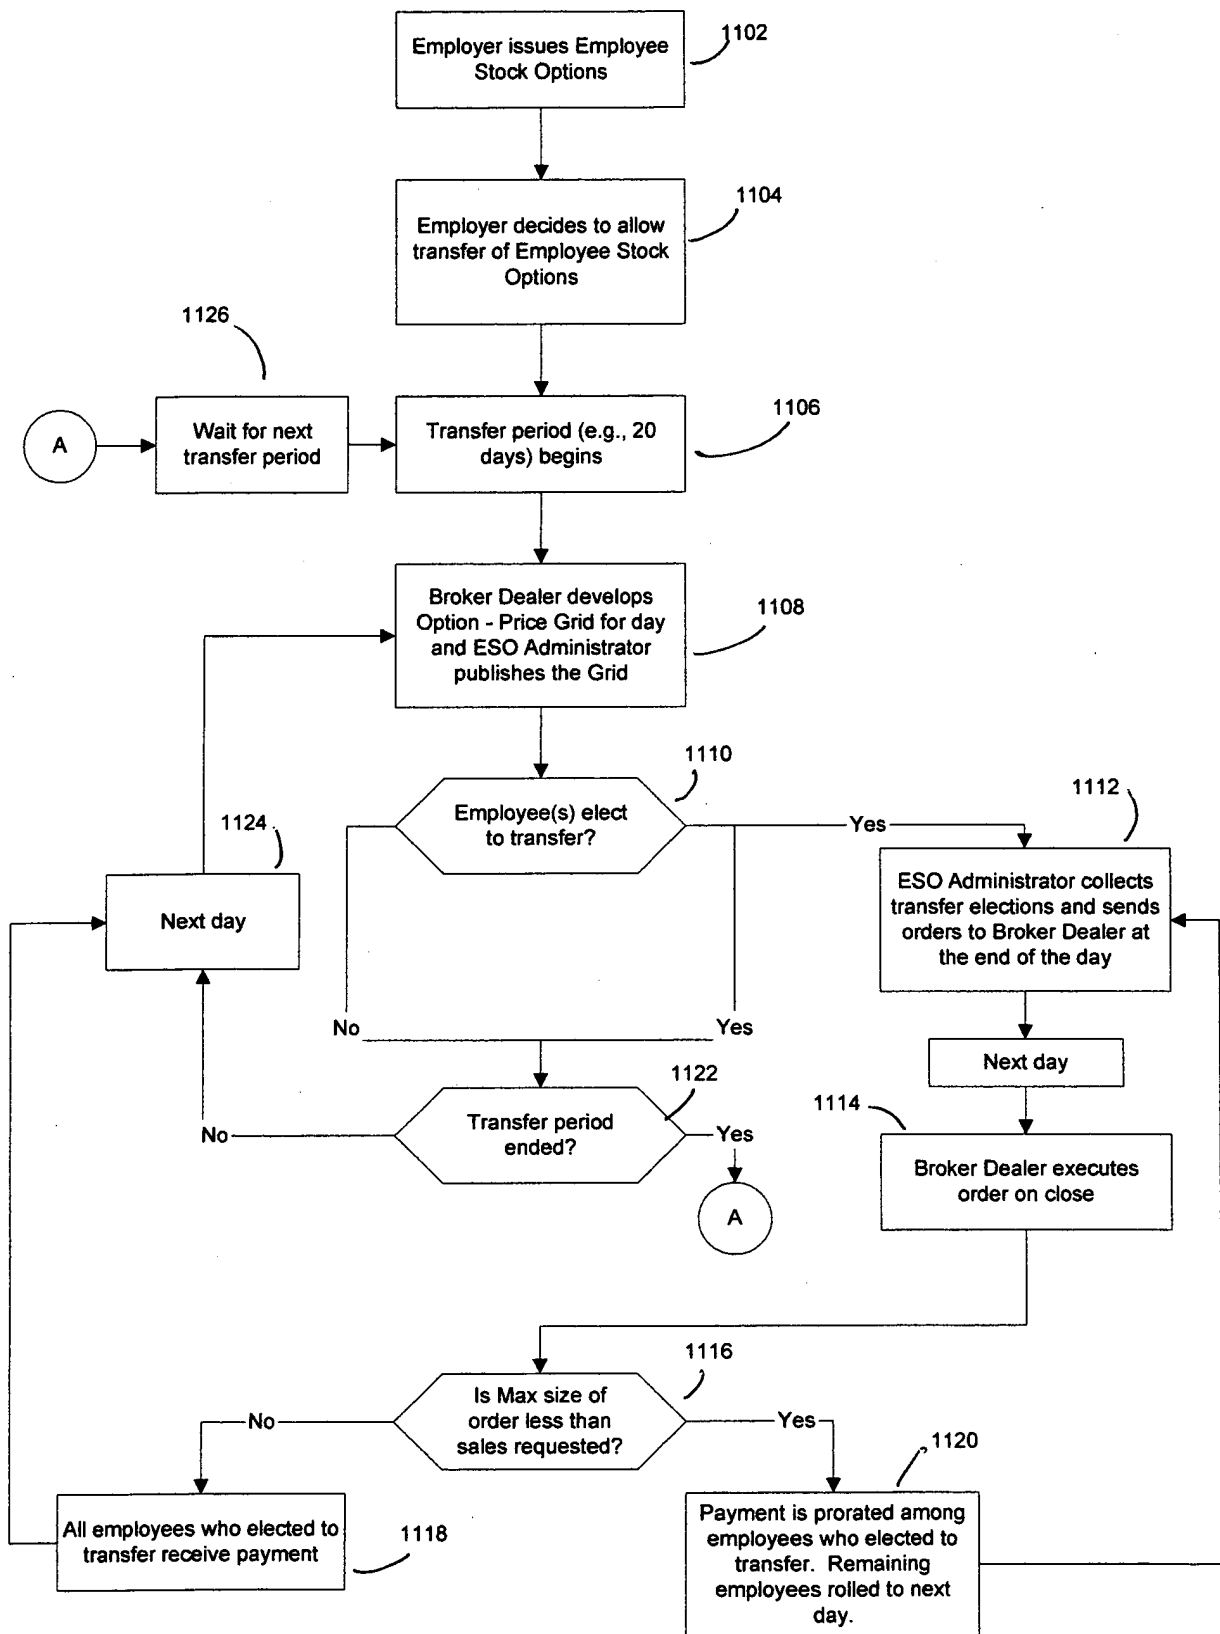 Employer issues Employee
Stock Options
1102
Employer decides to allow
transfer of Employee Stock
Options
1104
1126
A
Wait for next
transfer period
Transfer period (e.g., 20
days) begins
1106
Broker Dealer develops
Option - Price Grid for day
and ESO Administrator
publishes the Grid
1108
1110
Employee(s) elect
to transfer?
Yes
1112
1124
Next day
ESO Administrator collects
transfer elections and sends
orders to Broker Dealer at
the end of the day
No
Yes
Next day
1122
Transfer period
ended?
No
Yes
1114
A
Broker Dealer executes
order on close
1116
Is Max size of
order less than
sales requested?
No
Yes
1120
All employees who elected to
transfer receive payment
1118
Payment is prorated among
employees who elected to
transfer. Remaining
employees rolled to next
day.